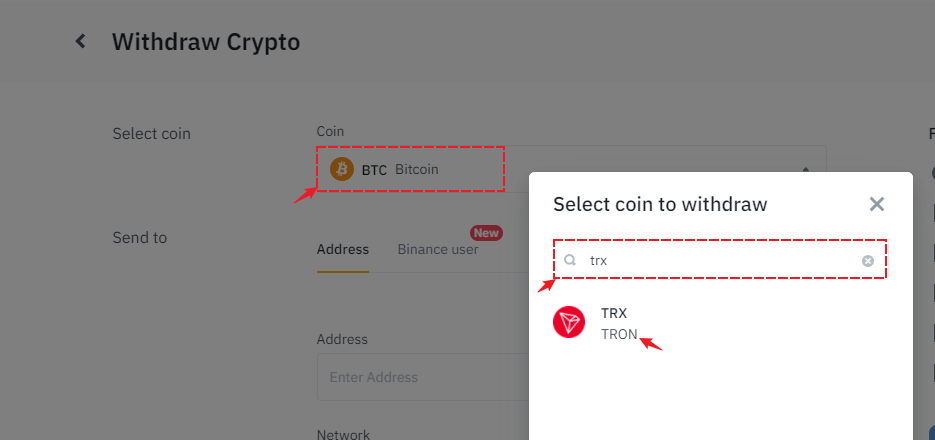 Withdraw Crypto
Select coin
Coin
BTC Bitcoin
Send to
New
Address
Binance user
Address
Enter Address
Network
Select coin to withdraw
trx
TRX
TRON